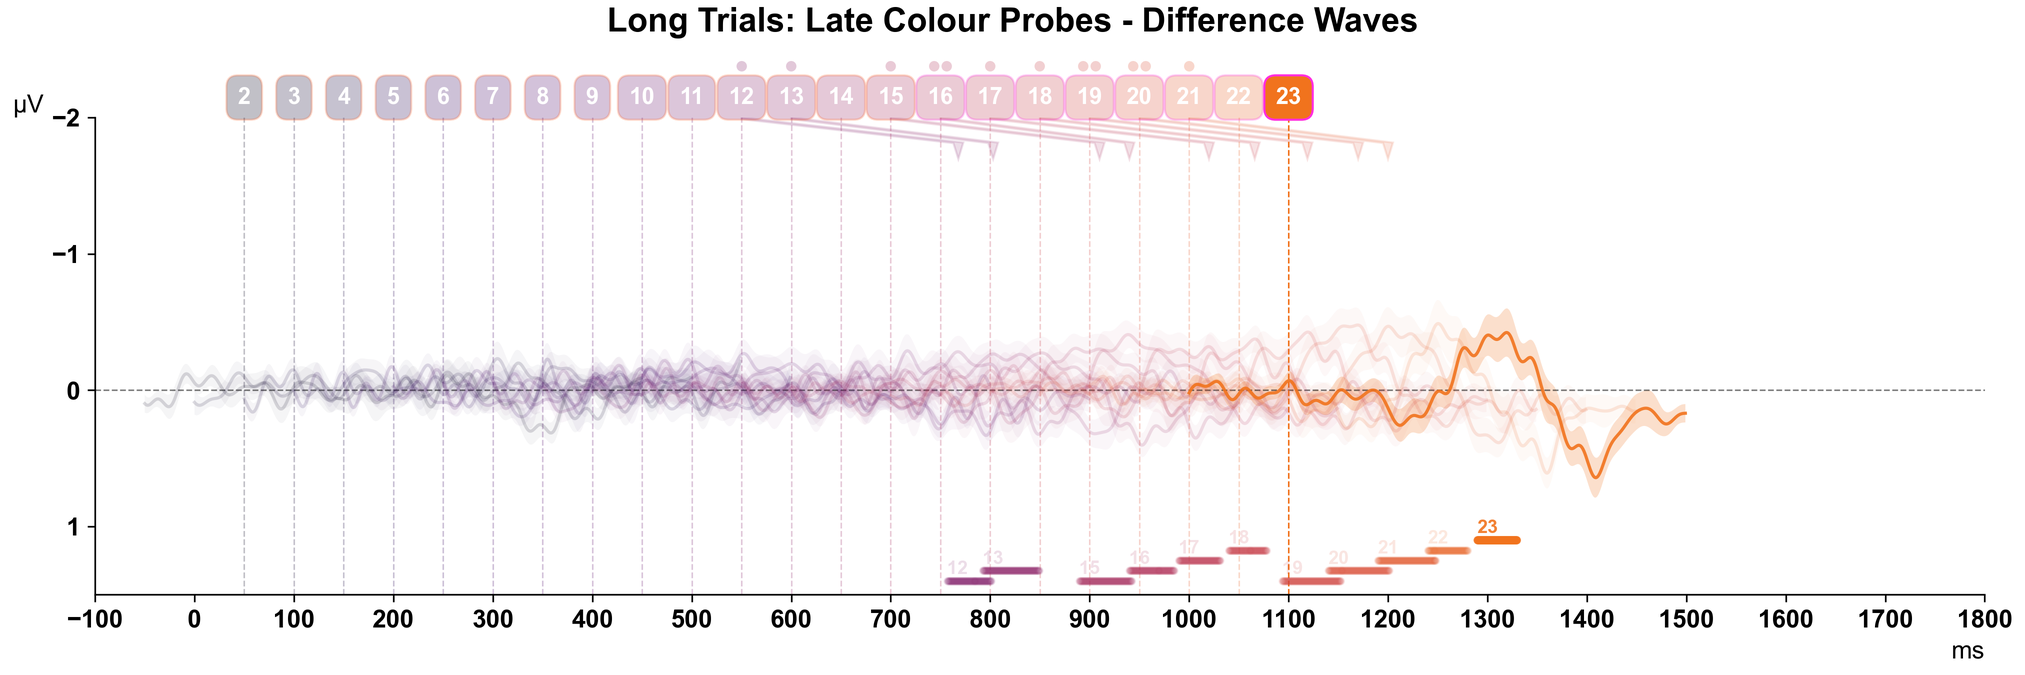 Long Trials: Late Colour Probes - Difference Waves
2 3 4 5 6 7 8 9 10 11 12 13 14 15 16 17 18 19 20 21 22 23
µV
−2
−1
0
1
23
18 22
17 21
13 16 20
12 15 19
−100 0 100 200 300 400 500 600 700 800 900 1000 1100 1200 1300 1400 1500 1600 1700 1800
ms